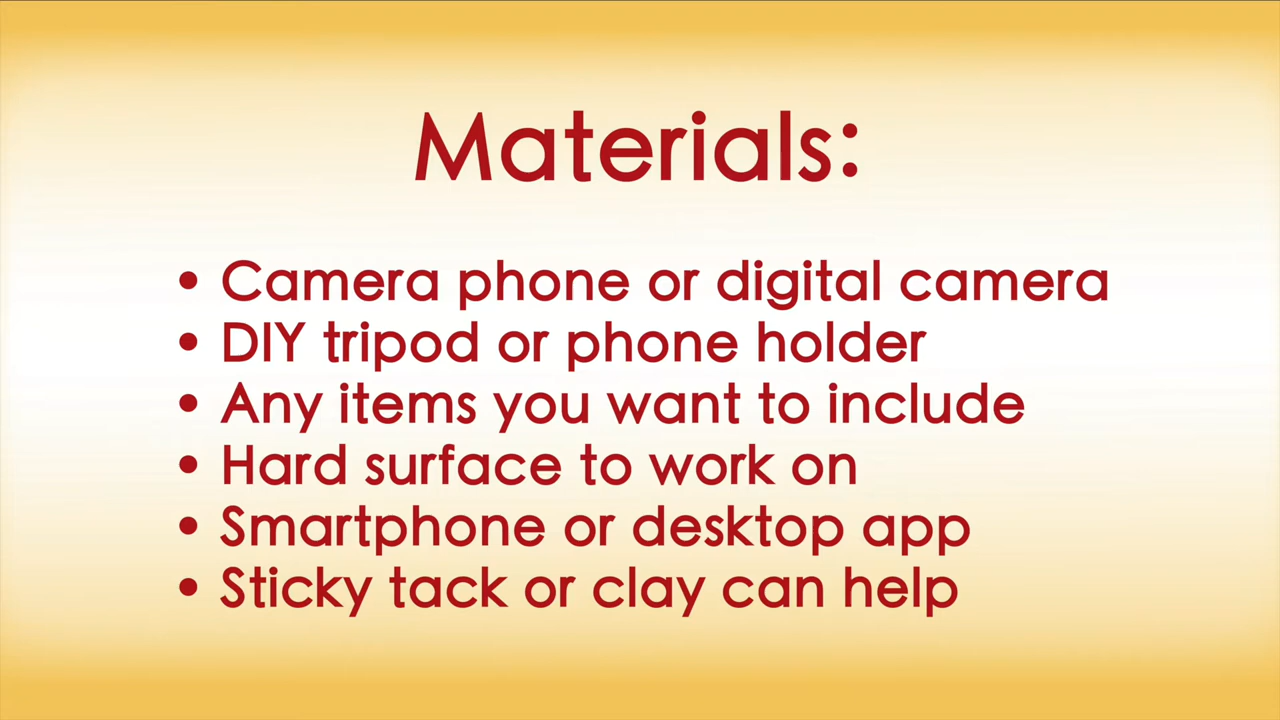 Materials:
• Camera phone or digital camera
• DIY tripod or phone holder
• Any items you want to include
• Hard surface to work on
• Smartphone or desktop app
• Sticky tack or clay can help